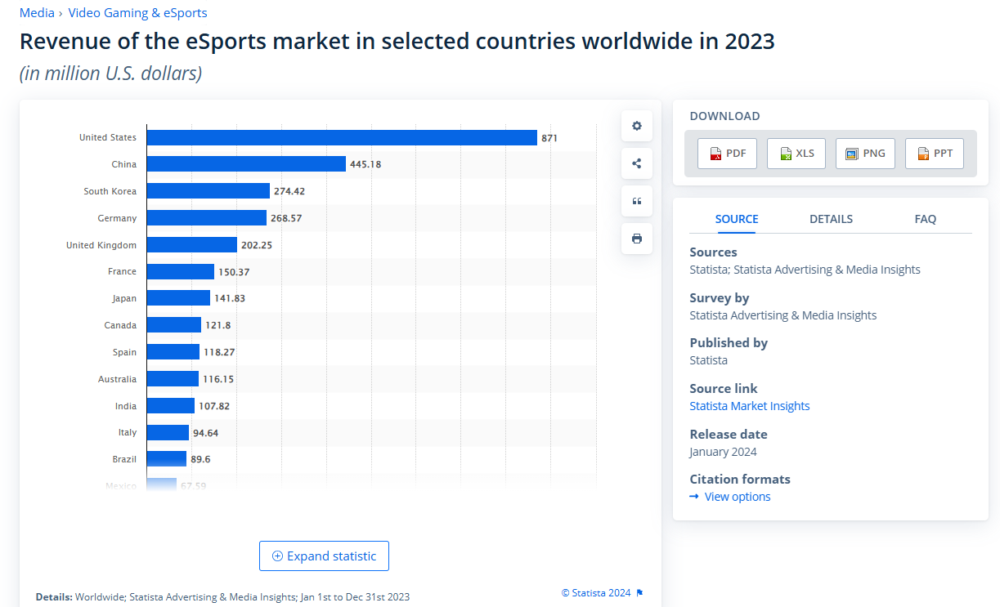 Media › Video Gaming & eSports
Revenue of the eSports market in selected countries worldwide in 2023
(in million U.S. dollars)
United States 871
China 445.18
South Korea 274.42
Germany 268.57
United Kingdom 202.25
France 150.37
Japan 141.83
Canada 121.8
Spain 118.27
Australia 116.15
India 107.82
Italy 94.64
Brazil 89.6
Mexico 67.59
⊕ Expand statistic
Details: Worldwide; Statista Advertising & Media Insights; Jan 1st to Dec 31st 2023
© Statista 2024
DOWNLOAD
PDF XLS PNG PPT
SOURCE DETAILS FAQ
Sources
Statista; Statista Advertising & Media Insights
Survey by
Statista Advertising & Media Insights
Published by
Statista
Source link
Statista Market Insights
Release date
January 2024
Citation formats
→ View options